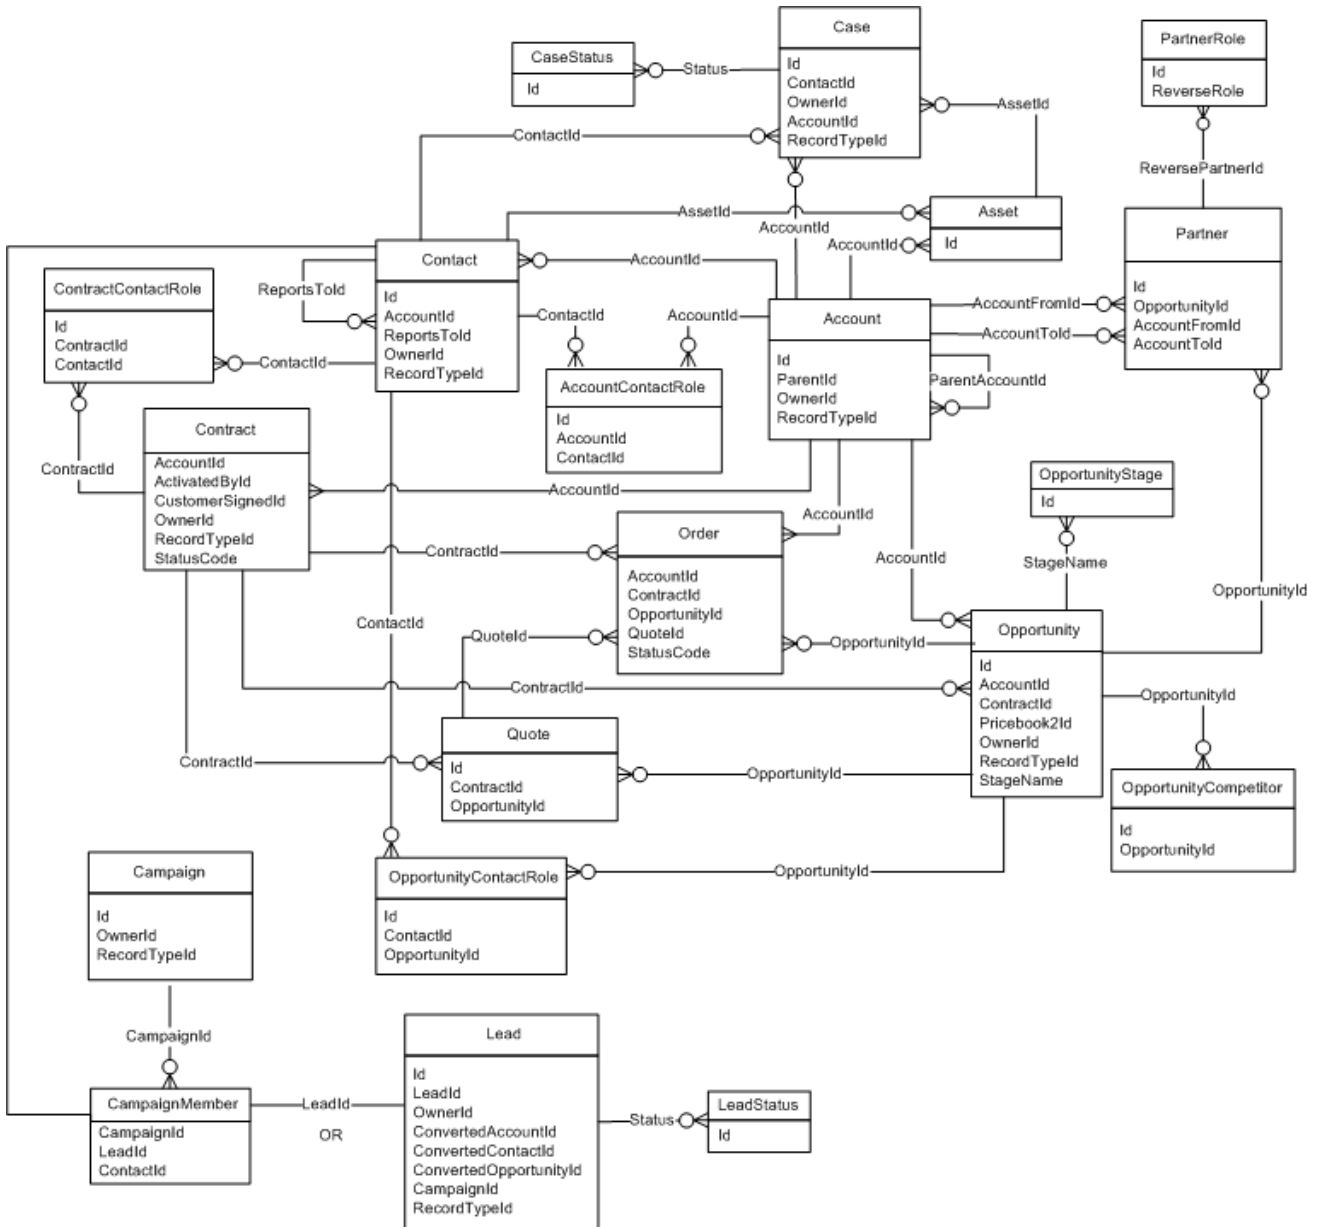 Case
Id
ContactId
OwnerId
AccountId
RecordTypeId
CaseStatus
Id
Status
PartnerRole
Id
ReverseRole
AssetId
ContactId
ReversePartnerId
AssetId
AccountId
Asset
Id
AccountId
Partner
Id
OpportunityId
AccountFromId
AccountToId
Contact
Id
AccountId
ReportsToId
OwnerId
RecordTypeId
ReportsToId
AccountId
ContractContactRole
Id
ContractId
ContactId
ContactId
ContactId
AccountId
Account
Id
ParentId
OwnerId
RecordTypeId
AccountFromId
AccountToId
ParentAccountId
AccountContactRole
Id
AccountId
ContactId
Contract
AccountId
ActivatedById
CustomerSignedId
OwnerId
RecordTypeId
StatusCode
ContractId
AccountId
AccountId
OpportunityStage
Id
StageName
Order
AccountId
ContractId
OpportunityId
QuoteId
StatusCode
ContractId
AccountId
OpportunityId
ContactId
QuoteId
OpportunityId
Opportunity
Id
AccountId
ContractId
Pricebook2Id
OwnerId
RecordTypeId
StageName
ContractId
OpportunityId
Quote
Id
ContractId
OpportunityId
ContractId
OpportunityId
OpportunityCompetitor
Id
OpportunityId
Campaign
Id
OwnerId
RecordTypeId
OpportunityContactRole
Id
ContactId
OpportunityId
OpportunityId
CampaignId
CampaignMember
CampaignId
LeadId
ContactId
LeadId
OR
Lead
Id
LeadId
OwnerId
ConvertedAccountId
ConvertedContactId
ConvertedOpportunityId
CampaignId
RecordTypeId
Status
LeadStatus
Id